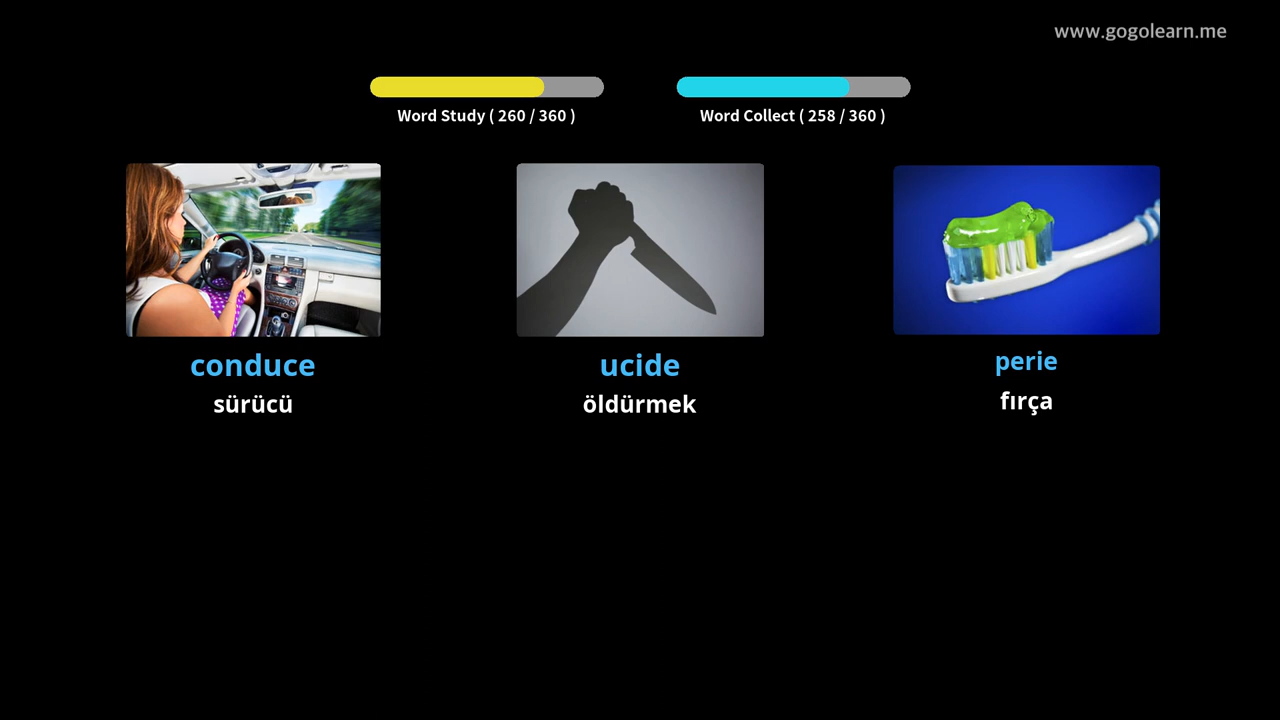 www.gogolearn.me
Word Study ( 260 / 360 )
Word Collect ( 258 / 360 )
conduce
sürücü
ucide
öldürmek
perie
fırça